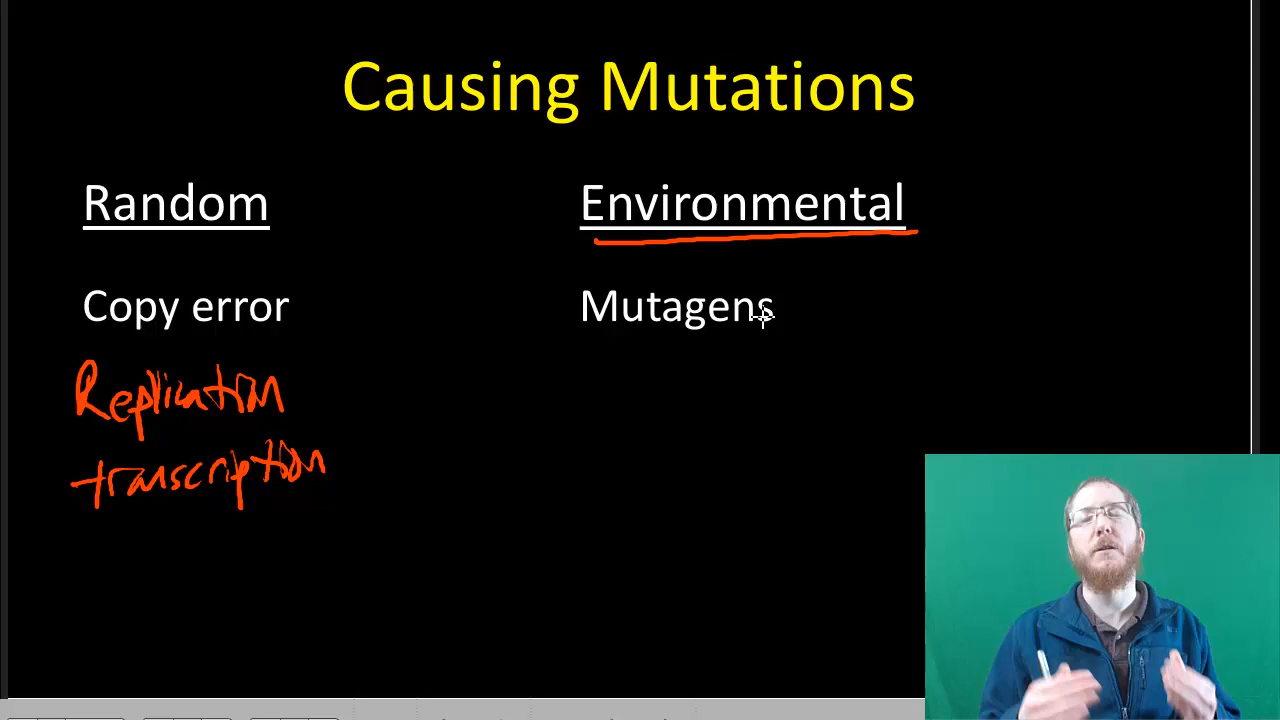 Causing Mutations
Random
Environmental
Copy error
Mutagens
Replication
transcription